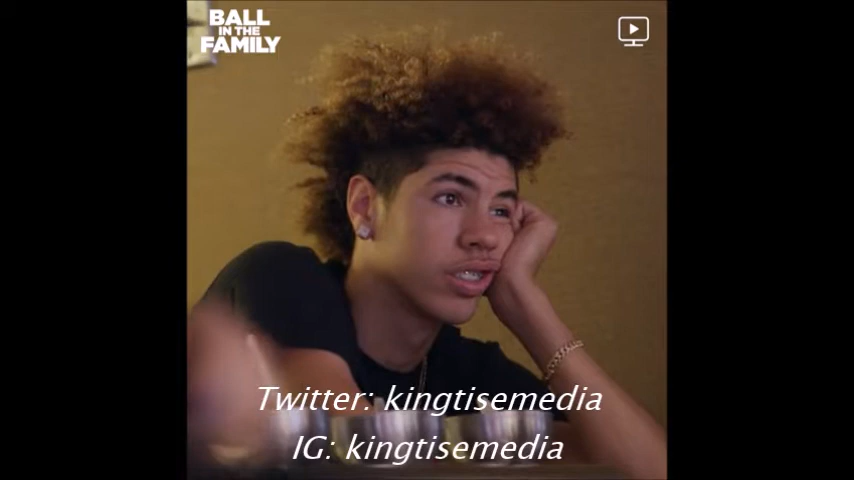 BALL
IN THE
FAMILY
Twitter: kingtisemedia
IG: kingtisemedia